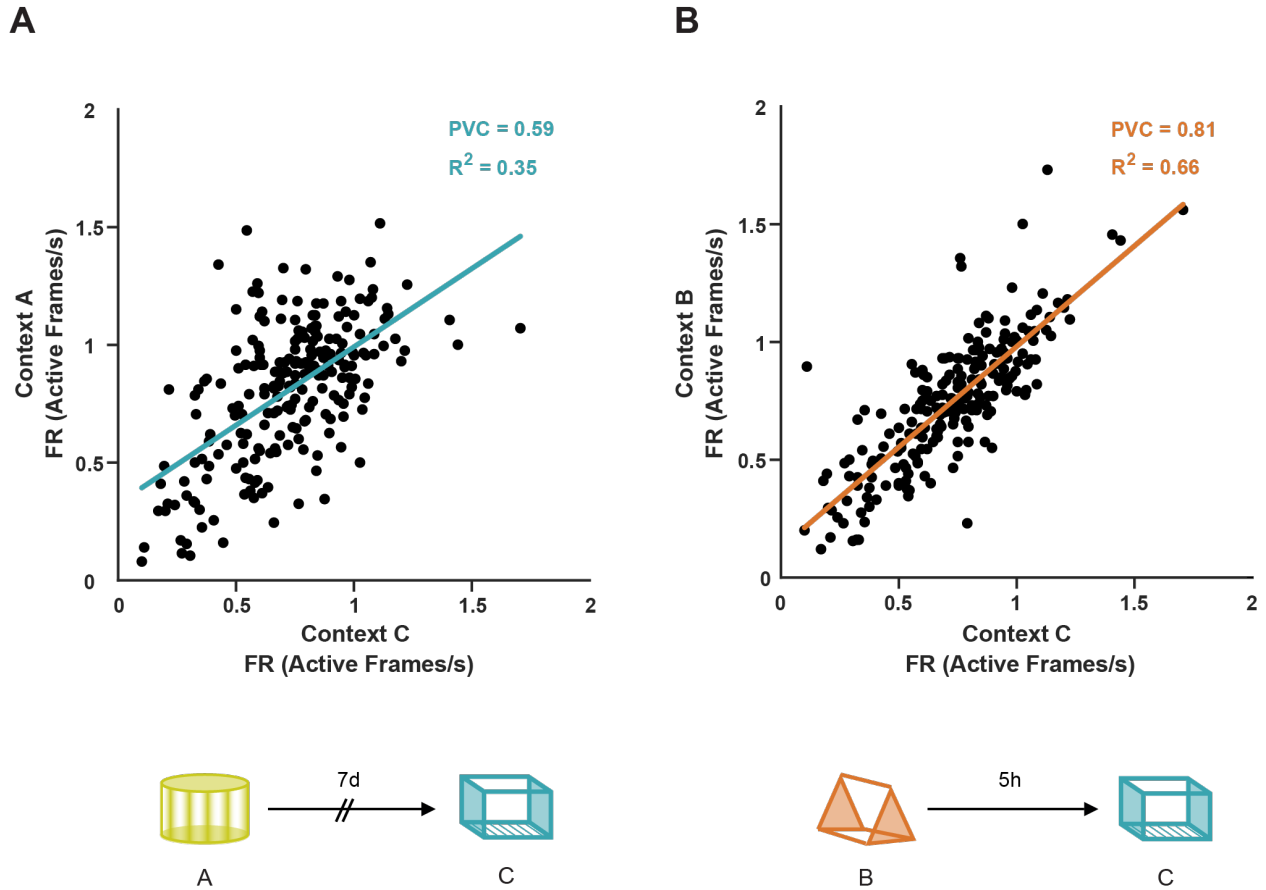 A
2
1.5
1
0.5
0
0
0.5
1
1.5
2
Context A
FR (Active Frames/s)
PVC = 0.59
R² = 0.35
Context C
FR (Active Frames/s)
7d
A
C
B
2
1.5
1
0.5
0
0
0.5
1
1.5
2
Context B
FR (Active Frames/s)
PVC = 0.81
R² = 0.66
Context C
FR (Active Frames/s)
5h
B
C